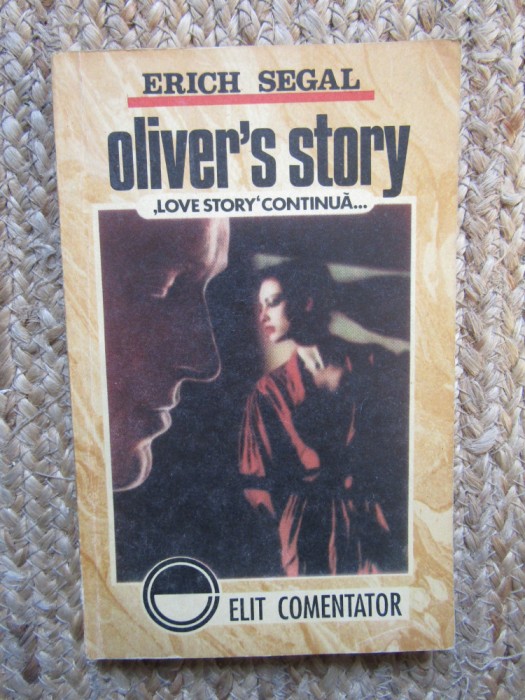 ERICH SEGAL
oliver's story
‚LOVE STORY‘CONTINUĂ...
ELIT COMENTATOR